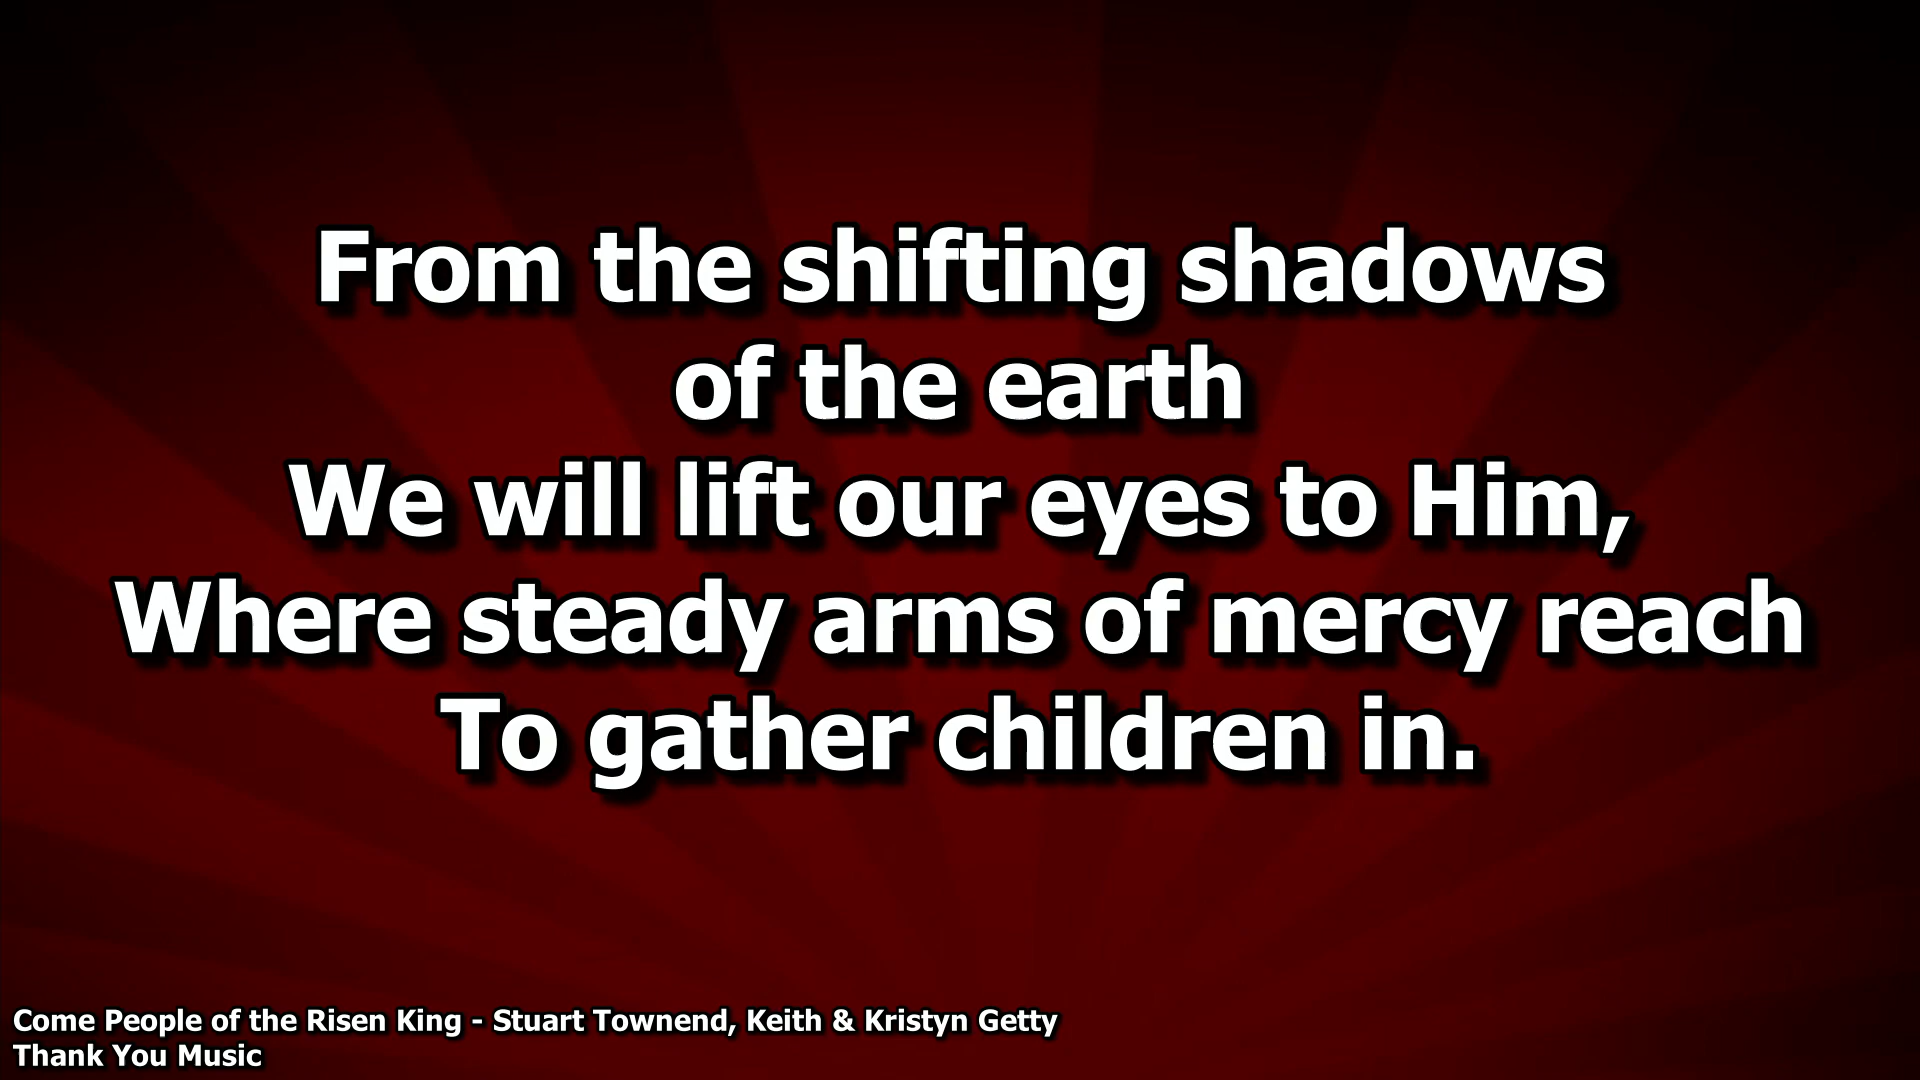 From the shifting shadows
of the earth
We will lift our eyes to Him,
Where steady arms of mercy reach
To gather children in.
Come People of the Risen King - Stuart Townend, Keith & Kristyn Getty
Thank You Music